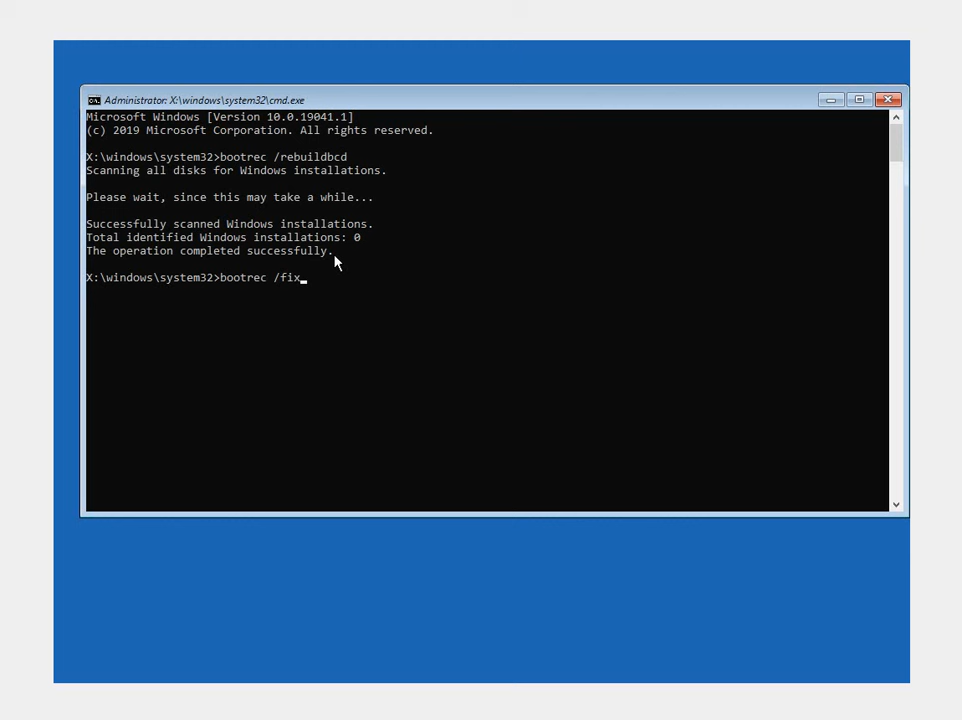 Administrator: X:\windows\system32\cmd.exe
Microsoft Windows [Version 10.0.19041.1]
(c) 2019 Microsoft Corporation. All rights reserved.
X:\windows\system32>bootrec /rebuildbcd
Scanning all disks for Windows installations.
Please wait, since this may take a while...
Successfully scanned Windows installations.
Total identified Windows installations: 0
The operation completed successfully.
X:\windows\system32>bootrec /fix